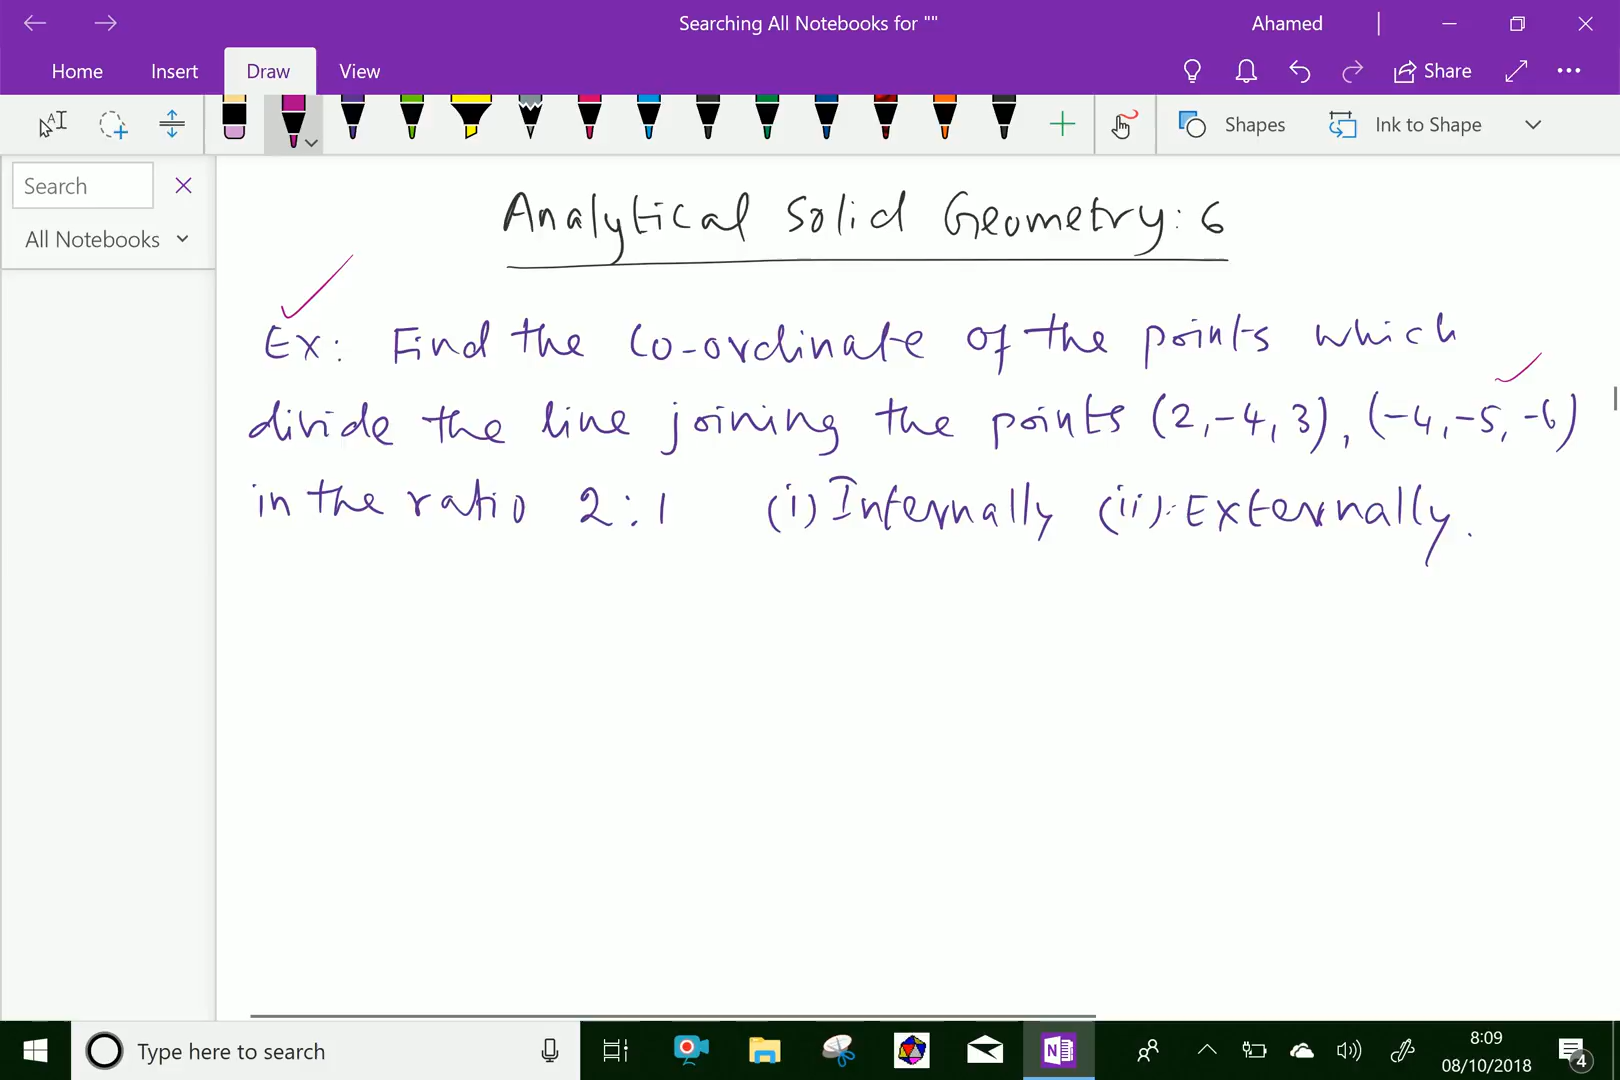 Searching All Notebooks for ""
Ahamed
Home Insert Draw View
Share
Shapes Ink to Shape
Search
All Notebooks
Analytical Solid Geometry: 6
Ex: Find the Co-ordinate of the points which
divide the line joining the points (2,-4,3), (-4,-5,-6)
in the ratio 2:1 (i) Internally (ii). Externally.
Type here to search
8:09
08/10/2018
4